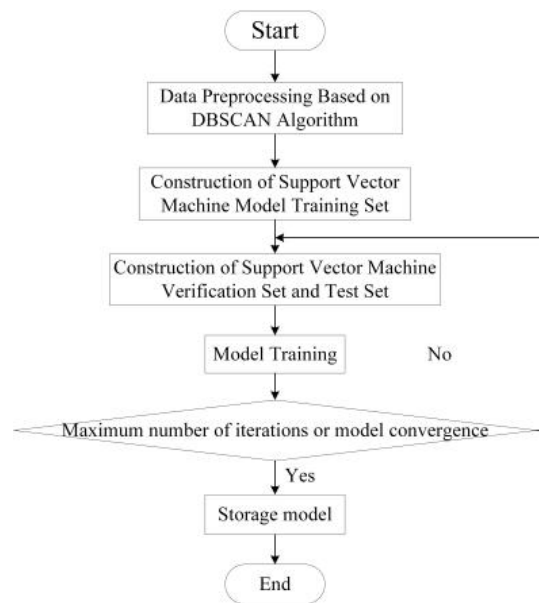 Start
Data Preprocessing Based on
DBSCAN Algorithm
Construction of Support Vector
Machine Model Training Set
Construction of Support Vector Machine
Verification Set and Test Set
Model Training
No
Maximum number of iterrations or model convergence
Yes
Storage model
End